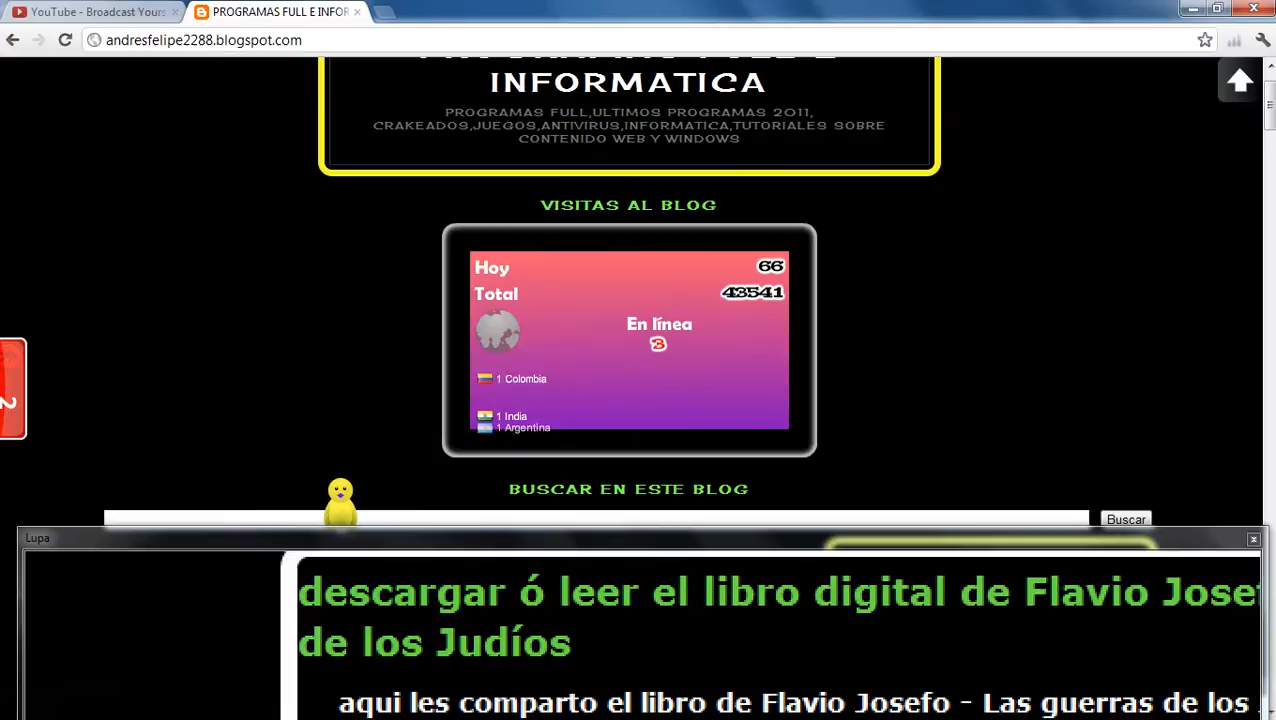 YouTube - Broadcast Yours
PROGRAMAS FULL E INFOR
andresfelipe2288.blogspot.com
INFORMATICA
PROGRAMAS FULL,ULTIMOS PROGRAMAS 2011,
CRAKEADOS,JUEGOS,ANTIVIRUS,INFORMATICA,TUTORIALES SOBRE
CONTENIDO WEB Y WINDOWS
VISITAS AL BLOG
Hoy 66
Total 43541
En línea
3
1 Colombia
1 India
1 Argentina
2
BUSCAR EN ESTE BLOG
Buscar
Lupa
descargar ó leer el libro digital de Flavio Josef
de los Judíos
aqui les comparto el libro de Flavio Josefo - Las guerras de los